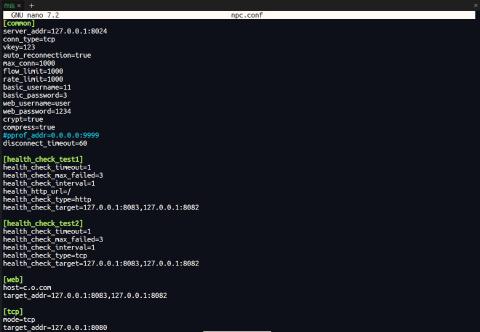 GNU nano 7.2 npc.conf
[common]
server_addr=127.0.0.1:8024
conn_type=tcp
vkey=123
auto_reconnection=true
max_conn=1000
flow_limit=1000
rate_limit=1000
basic_username=11
basic_password=3
web_username=user
web_password=1234
crypt=true
compress=true
#pprof_addr=0.0.0.0:9999
disconnect_timeout=60
[health_check_test1]
health_check_timeout=1
health_check_max_failed=3
health_check_interval=1
health_http_url=/
health_check_type=http
health_check_target=127.0.0.1:8083,127.0.0.1:8082
[health_check_test2]
health_check_timeout=1
health_check_max_failed=3
health_check_interval=1
health_check_type=tcp
health_check_target=127.0.0.1:8083,127.0.0.1:8082
[web]
host=c.o.com
target_addr=127.0.0.1:8083,127.0.0.1:8082
[tcp]
mode=tcp
target_addr=127.0.0.1:8080